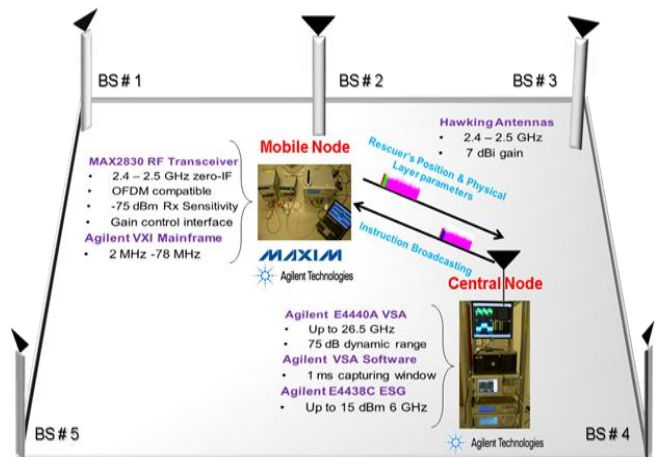 BS # 1
BS # 2
BS # 3
Hawking Antennas
• 2.4 – 2.5 GHz
• 7 dBi gain
Mobile Node
MAX2830 RF Transceiver
• 2.4 – 2.5 GHz zero-IF
• OFDM compatible
• -75 dBm Rx Sensitivity
• Gain control interface
Agilent VXI Mainframe
• 2 MHz -78 MHz
MAXIM
Agilent Technologies
Rescuer's Position & Physical
Layer parameters
Instruction Broadcasting
Central Node
Agilent E4440A VSA
• Up to 26.5 GHz
• 75 dB dynamic range
Agilent VSA Software
• 1 ms capturing window
Agilent E4438C ESG
• Up to 15 dBm 6 GHz
Agilent Technologies
BS # 5
BS # 4